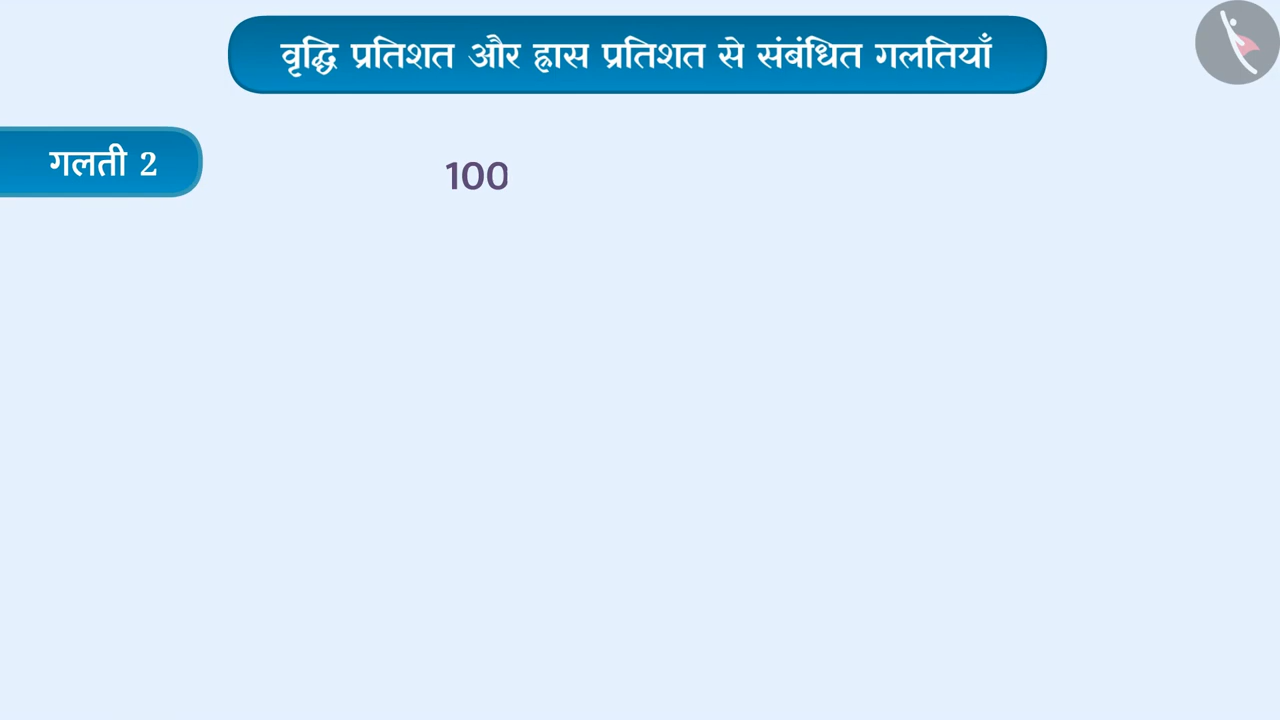 वृद्धि प्रतिशत और ह्रास प्रतिशत से संबंधित गलतियाँ
गलती 2
100